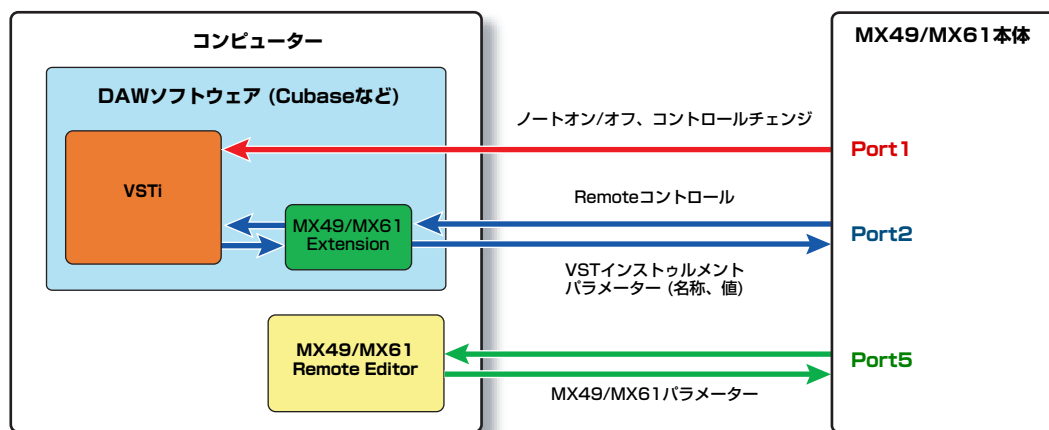 コンピューター
MX49/MX61本体
DAWソフトウェア (Cubaseなど)
ノートオン/オフ、コントロールチェンジ
Port1
VSTi
Remoteコントロール
MX49/MX61
Extension
Port2
VSTインストゥルメント
パラメーター (名称、値)
MX49/MX61
Remote Editor
Port5
MX49/MX61パラメーター